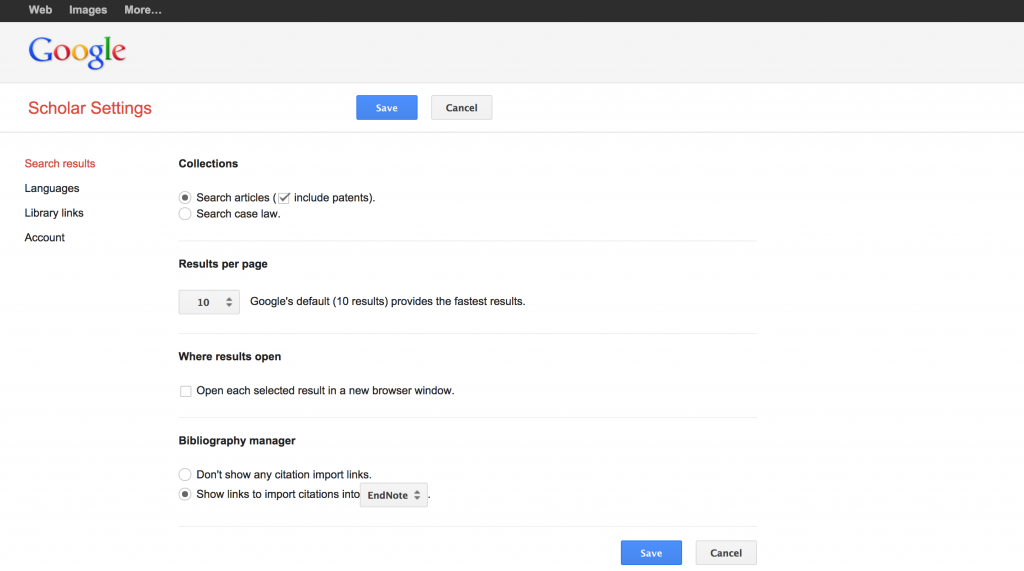 Web Images More...
Google
Scholar Settings Save Cancel
Search results
Languages
Library links
Account
Collections
Search articles ( include patents).
Search case law.
Results per page
10 Google's default (10 results) provides the fastest results.
Where results open
Open each selected result in a new browser window.
Bibliography manager
Don't show any citation import links.
Show links to import citations into EndNote .
Save Cancel